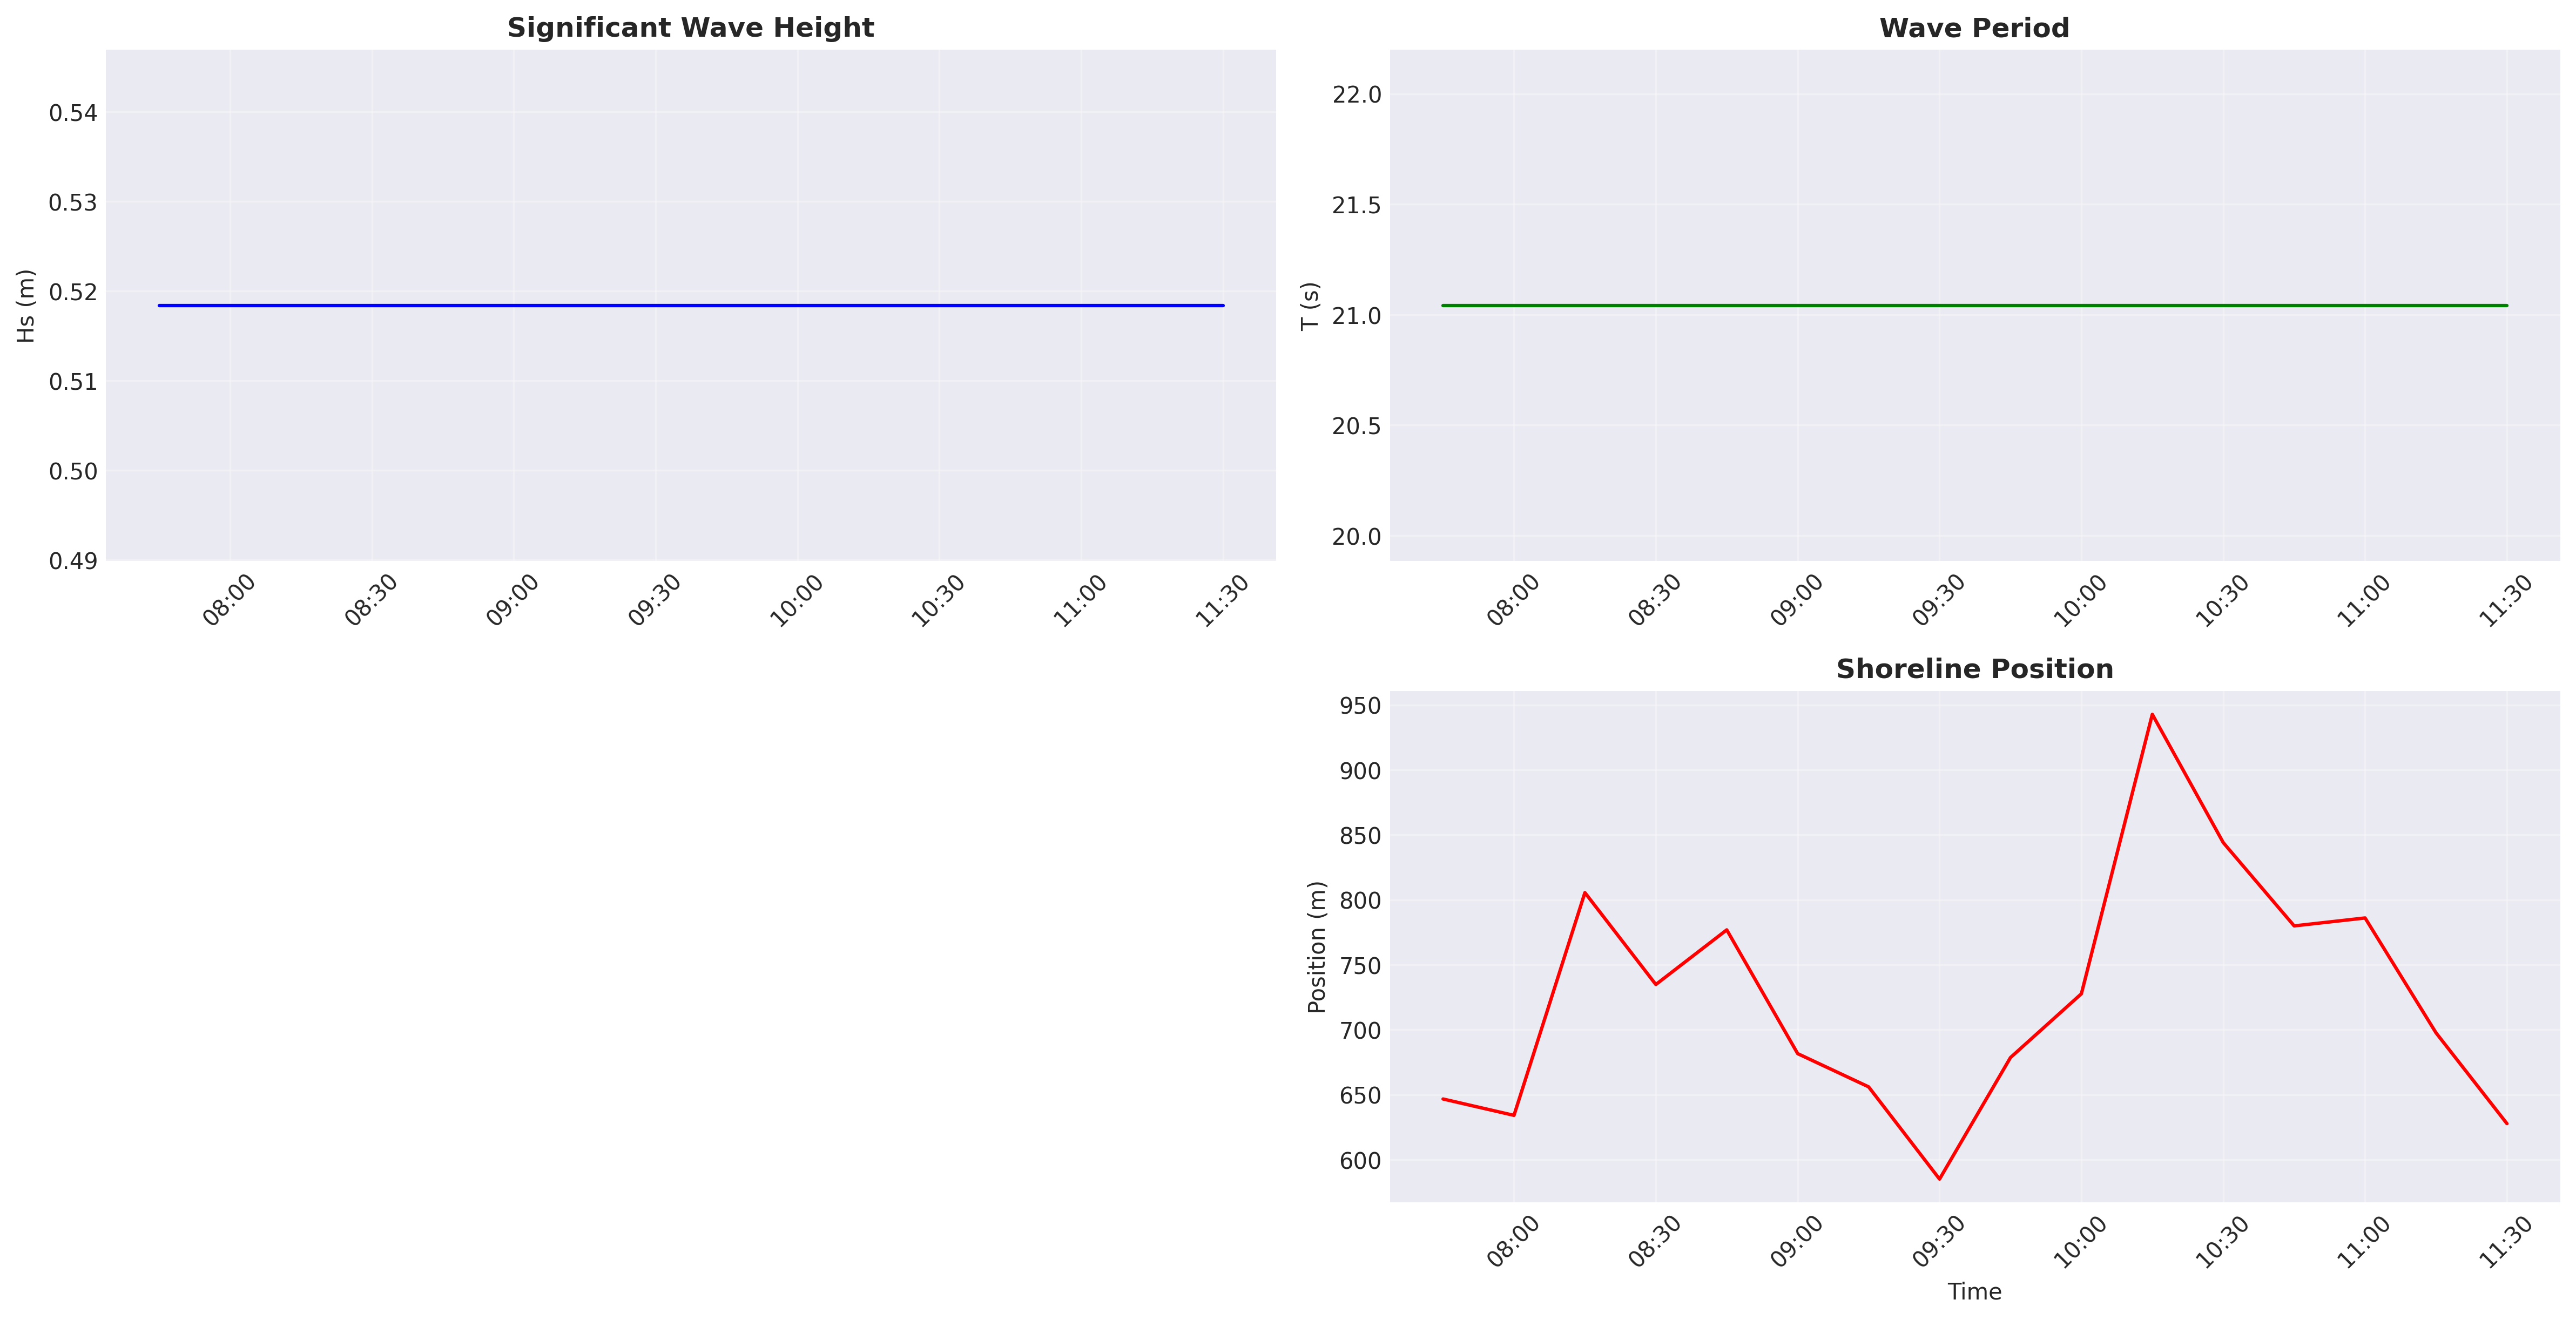 Significant Wave Height
Hs (m)
0.54
0.53
0.52
0.51
0.50
0.49
08:00 08:30 09:00 09:30 10:00 10:30 11:00 11:30
Wave Period
T (s)
22.0
21.5
21.0
20.5
20.0
08:00 08:30 09:00 09:30 10:00 10:30 11:00 11:30
Shoreline Position
Position (m)
950
900
850
800
750
700
650
600
08:00 08:30 09:00 09:30 10:00 10:30 11:00 11:30
Time